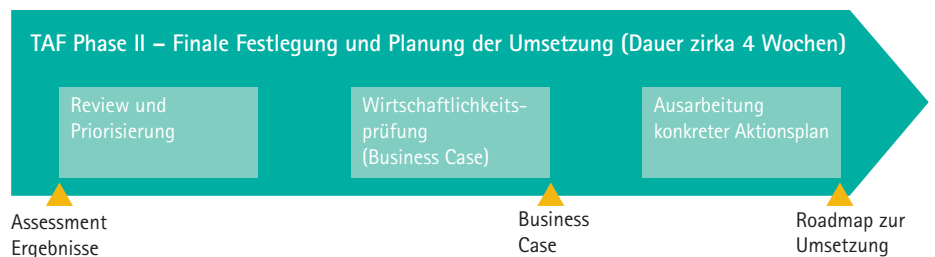 TAF Phase II – Finale Festlegung und Planung der Umsetzung (Dauer zirka 4 Wochen)
Review und
Priorisierung
Wirtschaftlichkeits-
prüfung
(Business Case)
Ausarbeitung
konkreter Aktionsplan
Assessment
Ergebnisse
Business
Case
Roadmap zur
Umsetzung